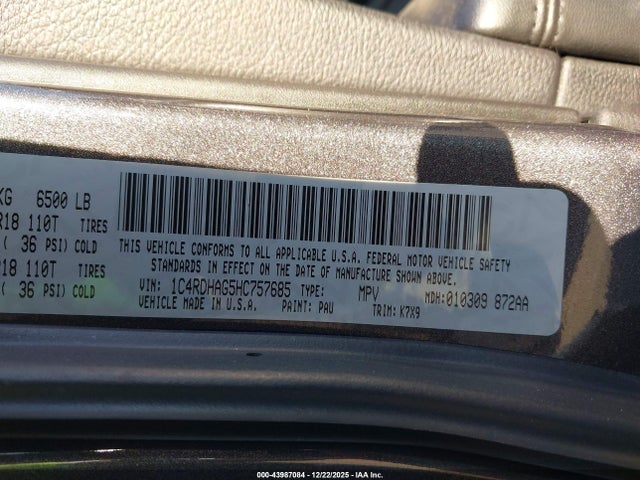 KG 6500 LB
R18 110T TIRES
( 36 PSI) COLD
R18 110T TIRES
( 36 PSI) COLD
THIS VEHICLE CONFORMS TO ALL APPLICABLE U.S.A. FEDERAL MOTOR VEHICLE SAFETY
STANDARDS IN EFFECT ON THE DATE OF MANUFACTURE SHOWN ABOVE.
VIN: 1C4RDHAG5HC757685 TYPE: MPV MDH:010309 872AA
VEHICLE MADE IN U.S.A. PAINT: PAU TRIM: K7X9
000-43987084 - 12/22/2025 - IAA Inc.